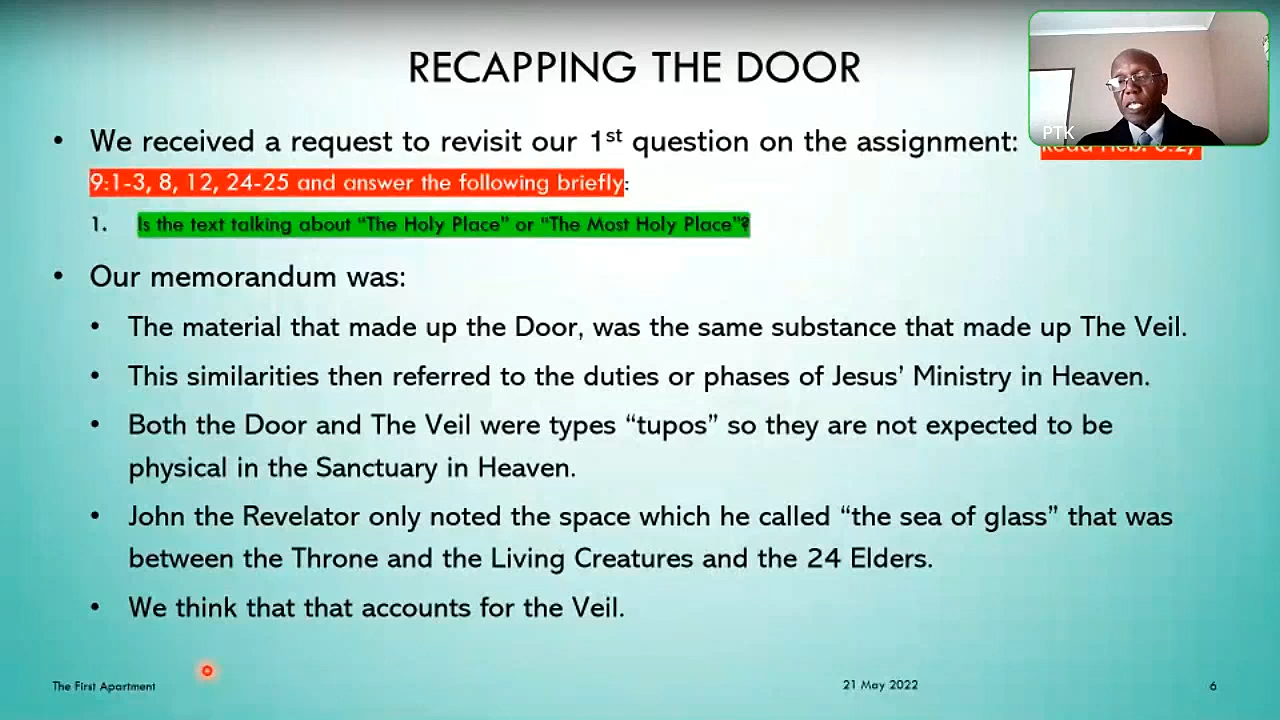 RECAPPING THE DOOR
PTK
• We received a request to revisit our 1st question on the assignment:
9:1-3, 8, 12, 24-25 and answer the following briefly:
1. Is the text talking about “The Holy Place” or “The Most Holy Place”?
• Our memorandum was:
• The material that made up the Door, was the same substance that made up The Veil.
• This similarities then referred to the duties or phases of Jesus’ Ministry in Heaven.
• Both the Door and The Veil were types “tupos” so they are not expected to be
physical in the Sanctuary in Heaven.
• John the Revelator only noted the space which he called “the sea of glass” that was
between the Throne and the Living Creatures and the 24 Elders.
• We think that that accounts for the Veil.
The First Apartment
21 May 2022
6